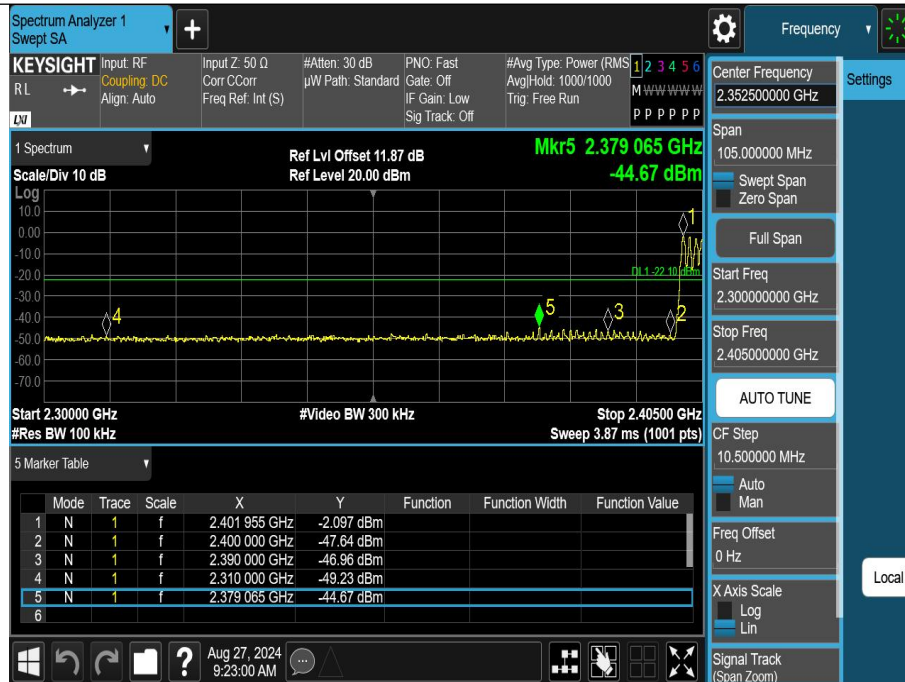 Spectrum Analyzer 1
Swept SA
+
Frequency
KEYSIGHT
R L
LXI
Input: RF
Coupling: DC
Align: Auto
Input Z: 50 Ω
Corr CCorr
Freq Ref: Int (S)
#Atten: 30 dB
µW Path: Standard
PNO: Fast
Gate: Off
IF Gain: Low
Sig Track: Off
#Avg Type: Power (RMS
Avg|Hold: 1000/1000
Trig: Free Run
1 2 3 4 5 6
M W W W W W
P P P P P P
1 Spectrum
Scale/Div 10 dB
Ref Lvl Offset 11.87 dB
Ref Level 20.00 dBm
Mkr5 2.379 065 GHz
-44.67 dBm
Log
10.0
0.00
-10.0
-20.0
-30.0
-40.0
-50.0
-60.0
-70.0
1
DL1 -22.10 dBm
4
5
3
2
Start 2.30000 GHz
#Video BW 300 kHz
Stop 2.40500 GHz
#Res BW 100 kHz
Sweep 3.87 ms (1001 pts)
5 Marker Table
Mode Trace Scale X Y Function Function Width Function Value
1 N 1 f 2.401 955 GHz -2.097 dBm
2 N 1 f 2.400 000 GHz -47.64 dBm
3 N 1 f 2.390 000 GHz -46.96 dBm
4 N 1 f 2.310 000 GHz -49.23 dBm
5 N 1 f 2.379 065 GHz -44.67 dBm
6
?
Aug 27, 2024
9:23:00 AM
Center Frequency
2.352500000 GHz
Settings
Span
105.000000 MHz
Swept Span
Zero Span
Full Span
Start Freq
2.300000000 GHz
Stop Freq
2.405000000 GHz
AUTO TUNE
CF Step
10.500000 MHz
Auto
Man
Freq Offset
0 Hz
Local
X Axis Scale
Log
Lin
Signal Track
(Span Zoom)